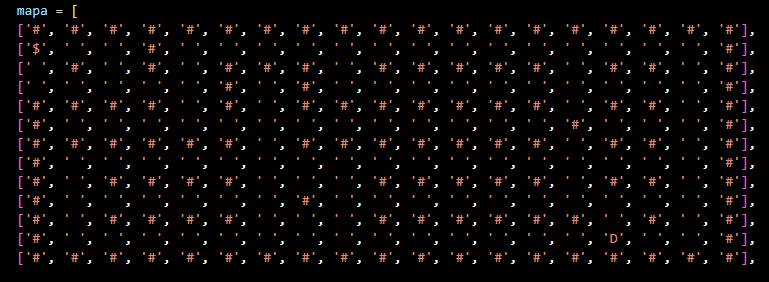 mapa = [
['#', '#', '#', '#', '#', '#', '#', '#', '#', '#', '#', '#', '#', '#', '#', '#', '#', '#', '#'],
['$', ' ', ' ', '#', ' ', ' ', ' ', ' ', ' ', ' ', ' ', ' ', ' ', ' ', ' ', ' ', ' ', ' ', '#'],
[' ', '#', ' ', '#', ' ', '#', '#', '#', ' ', '#', '#', '#', '#', '#', ' ', '#', '#', ' ', '#'],
[' ', ' ', ' ', ' ', ' ', '#', ' ', '#', ' ', ' ', ' ', ' ', ' ', ' ', ' ', ' ', ' ', ' ', '#'],
['#', '#', '#', '#', ' ', '#', ' ', '#', '#', '#', '#', '#', '#', '#', ' ', '#', '#', ' ', '#'],
['#', ' ', ' ', ' ', ' ', ' ', ' ', ' ', ' ', ' ', ' ', ' ', ' ', ' ', '#', ' ', ' ', ' ', '#'],
['#', '#', '#', '#', '#', '#', ' ', '#', '#', '#', '#', '#', '#', '#', ' ', '#', '#', ' ', '#'],
['#', ' ', ' ', ' ', ' ', ' ', ' ', ' ', ' ', ' ', ' ', ' ', ' ', ' ', ' ', ' ', ' ', ' ', '#'],
['#', ' ', '#', '#', '#', '#', ' ', ' ', ' ', '#', '#', '#', '#', '#', ' ', '#', '#', ' ', '#'],
['#', ' ', ' ', ' ', ' ', ' ', ' ', '#', ' ', ' ', ' ', ' ', ' ', ' ', ' ', ' ', ' ', ' ', '#'],
['#', ' ', '#', '#', '#', '#', ' ', ' ', ' ', '#', '#', '#', '#', '#', '#', ' ', '#', ' ', '#'],
['#', ' ', ' ', ' ', ' ', ' ', ' ', ' ', ' ', ' ', ' ', ' ', ' ', ' ', ' ', 'D', ' ', ' ', '#'],
['#', '#', '#', '#', '#', '#', '#', '#', '#', '#', '#', '#', '#', '#', '#', '#', '#', '#', '#'],